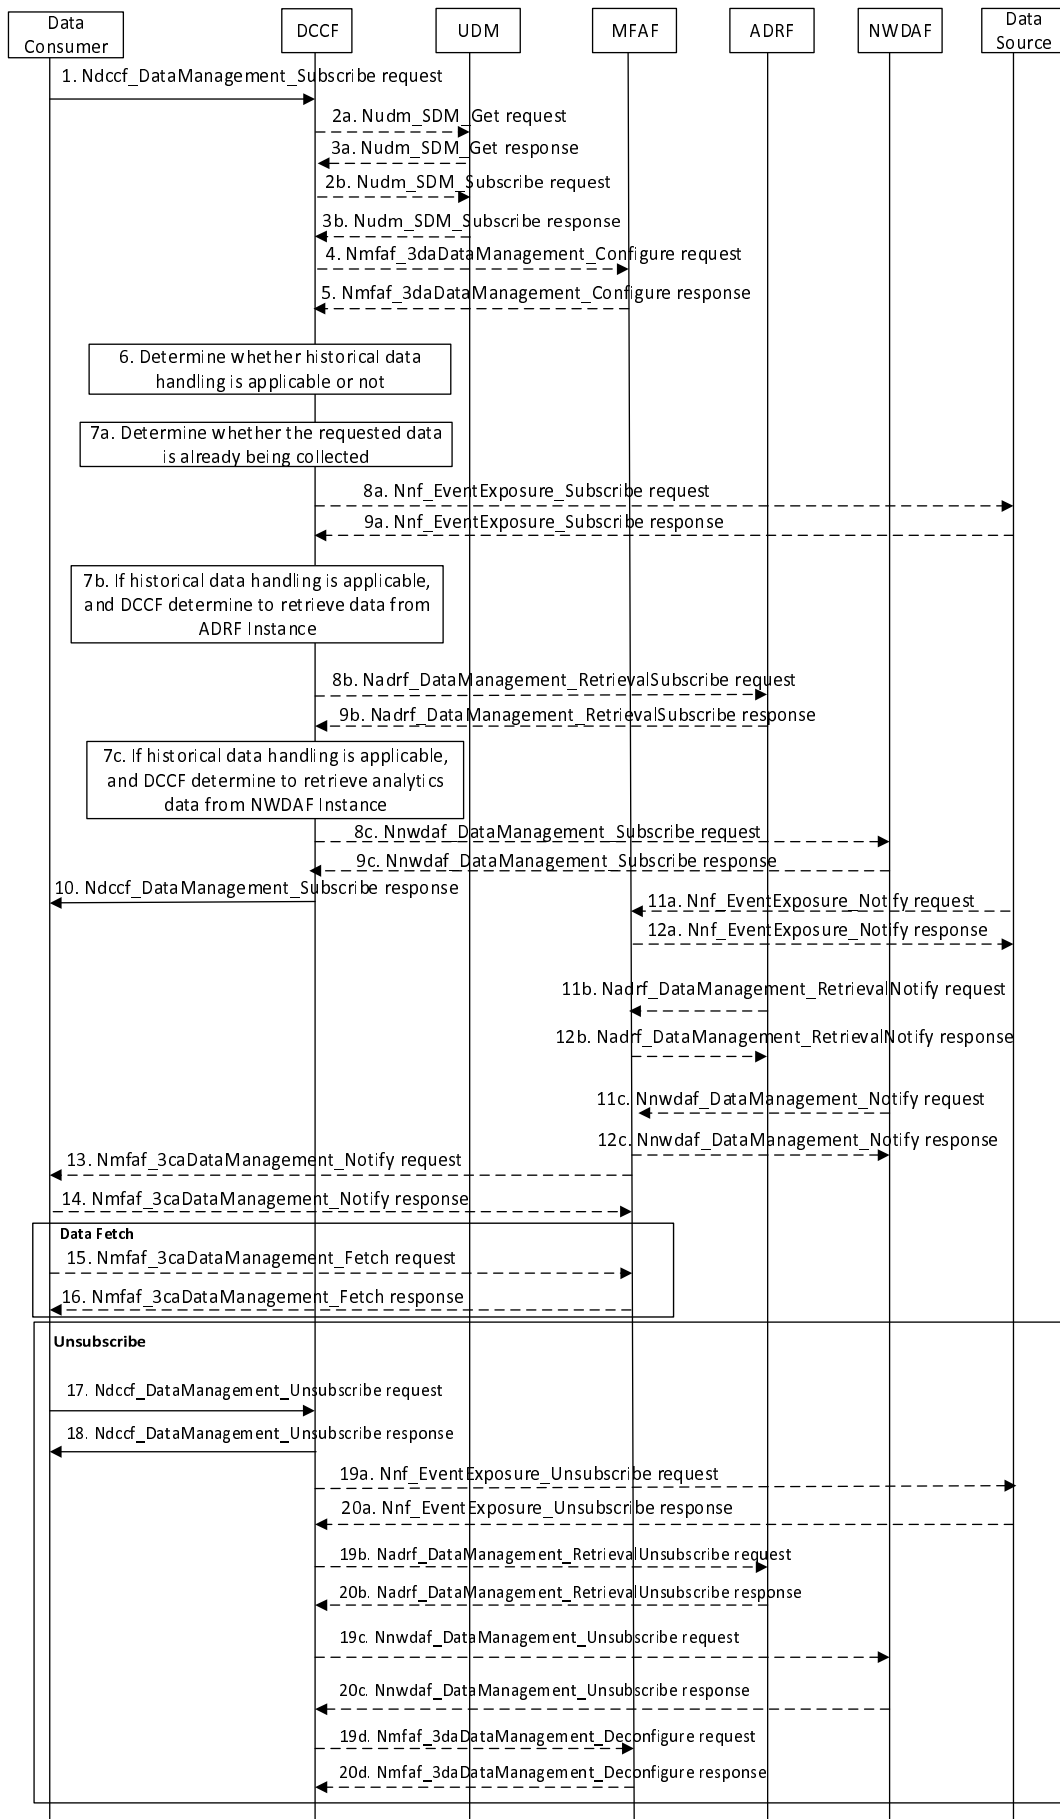 Data
Consumer
DCCF
UDM
MFAF
ADRF
NWDAF
Data
Source
1. Ndccf_DataManagement_Subscribe request
2a. Nudm_SDM_Get request
3a. Nudm_SDM_Get response
2b. Nudm_SDM_Subscribe request
3b. Nudm_SDM_Subscribe response
4. Nmfaf_3daDataManagement_Configure request
5. Nmfaf_3daDataManagement_Configure response
6. Determine whether historical data
handling is applicable or not
7a. Determine whether the requested data
is already being collected
8a. Nnf_EventExposure_Subscribe request
9a. Nnf_EventExposure_Subscribe response
7b. If historical data handling is applicable,
and DCCF determine to retrieve data from
ADRF Instance
8b. Nadrf_DataManagement_RetrievalSubscribe request
9b. Nadrf_DataManagement_RetrievalSubscribe response
7c. If historical data handling is applicable,
and DCCF determine to retrieve analytics
data from NWDAF Instance
8c. Nnwdaf_DataManagement_Subscribe request
9c. Nnwdaf_DataManagement_Subscribe response
10. Ndccf_DataManagement_Subscribe response
11a. Nnf_EventExposure_Notify request
12a. Nnf_EventExposure_Notify response
11b. Nadrf_DataManagement_RetrievalNotify request
12b. Nadrf_DataManagement_RetrievalNotify response
11c. Nnwdaf_DataManagement_Notify request
12c. Nnwdaf_DataManagement_Notify response
13. Nmfaf_3caDataManagement_Notify request
14. Nmfaf_3caDataManagement_Notify response
Data Fetch
15. Nmfaf_3caDataManagement_Fetch request
16. Nmfaf_3caDataManagement_Fetch response
Unsubscribe
17. Ndccf_DataManagement_Unsubscribe request
18. Ndccf_DataManagement_Unsubscribe response
19a. Nnf_EventExposure_Unsubscribe request
20a. Nnf_EventExposure_Unsubscribe response
19b. Nadrf_DataManagement_RetrievalUnsubscribe request
20b. Nadrf_DataManagement_RetrievalUnsubscribe response
19c. Nnwdaf_DataManagement_Unsubscribe request
20c. Nnwdaf_DataManagement_Unsubscribe response
19d. Nmfaf_3daDataManagement_Deconfigure request
20d. Nmfaf_3daDataManagement_Deconfigure response